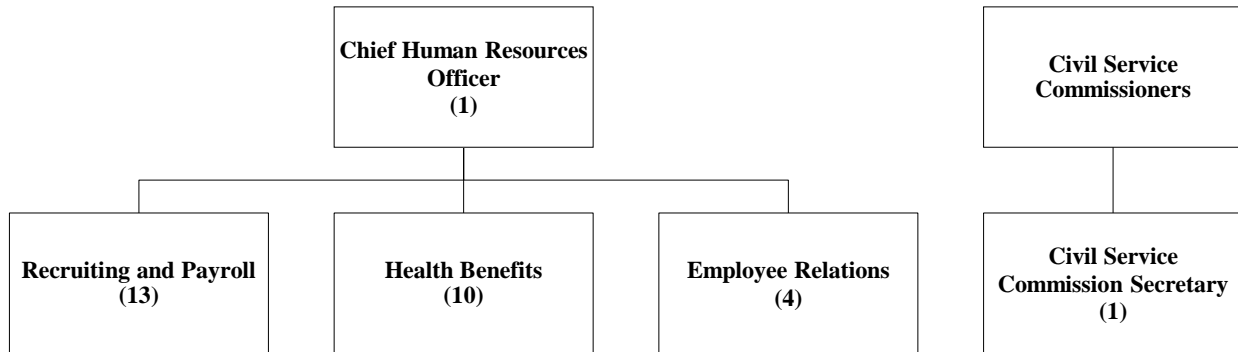 Chief Human Resources
Officer
(1)
Civil Service
Commissioners
Recruiting and Payroll
(13)
Health Benefits
(10)
Employee Relations
(4)
Civil Service
Commission Secretary
(1)